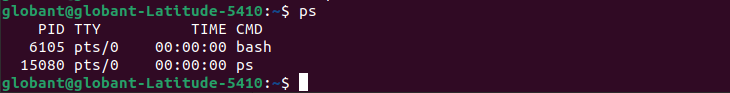 globant@globant-Latitude-5410:~$ ps
    PID TTY          TIME CMD
   6105 pts/0    00:00:00 bash
  15080 pts/0    00:00:00 ps
globant@globant-Latitude-5410:~$